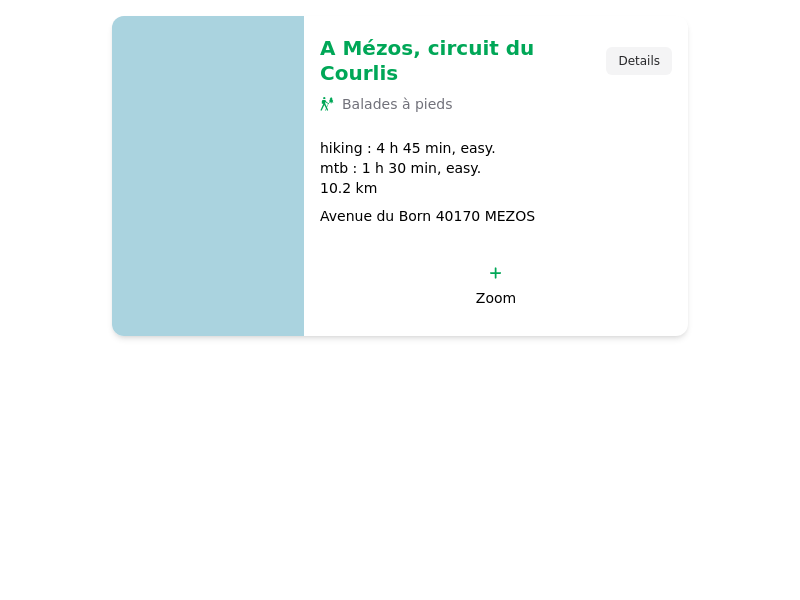 A Mézos, circuit du
Courlis
Details
Balades à pieds
hiking : 4 h 45 min, easy.
mtb : 1 h 30 min, easy.
10.2 km
Avenue du Born 40170 MEZOS
+
Zoom